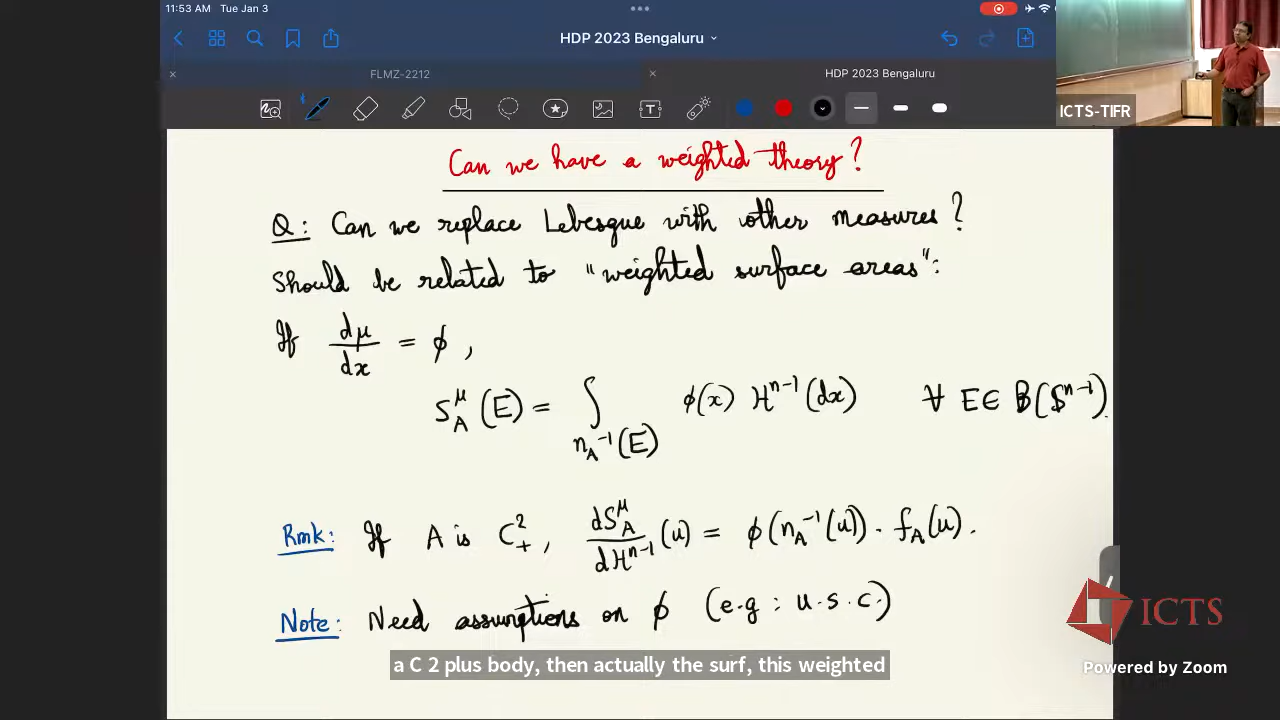 11:53 AM Tue Jan 3
HDP 2023 Bengaluru
FLMZ-2212
HDP 2023 Bengaluru
ICTS-TIFR
Can we have a weighted theory?
Q: Can we replace Lebesgue with other measures?
Should be related to "weighted surface areas":
If dμ/dx = ϕ,
S_A^μ(E) = ∫_{n_A^{-1}(E)} ϕ(x) H^{n-1}(dx) ∀ E ∈ B(S^{n-1}).
Rmk: If A is C^2_+, dS_A^μ/dH^{n-1} (u) = ϕ(n_A^{-1}(u)) · f_A(u).
Note: Need assumptions on ϕ (e.g: u.s.c.)
ICTS
a C 2 plus body, then actually the surf, this weighted
Powered by Zoom